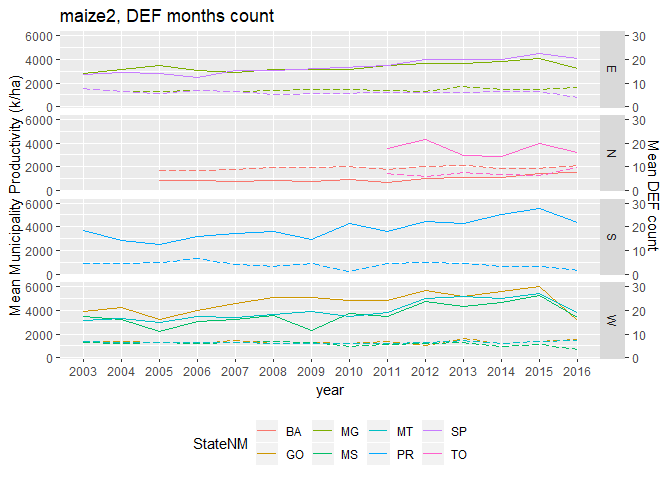 maize2, DEF months count
Mean Municipality Productivity (k/ha)
6000
4000
2000
0
30
20
10
0
E
6000
4000
2000
0
30
20
10
0
N
6000
4000
2000
0
30
20
10
0
S
6000
4000
2000
0
30
20
10
0
W
Mean DEF count
2003 2004 2005 2006 2007 2008 2009 2010 2011 2012 2013 2014 2015 2016
year
StateNM
BA MG MT SP
GO MS PR TO